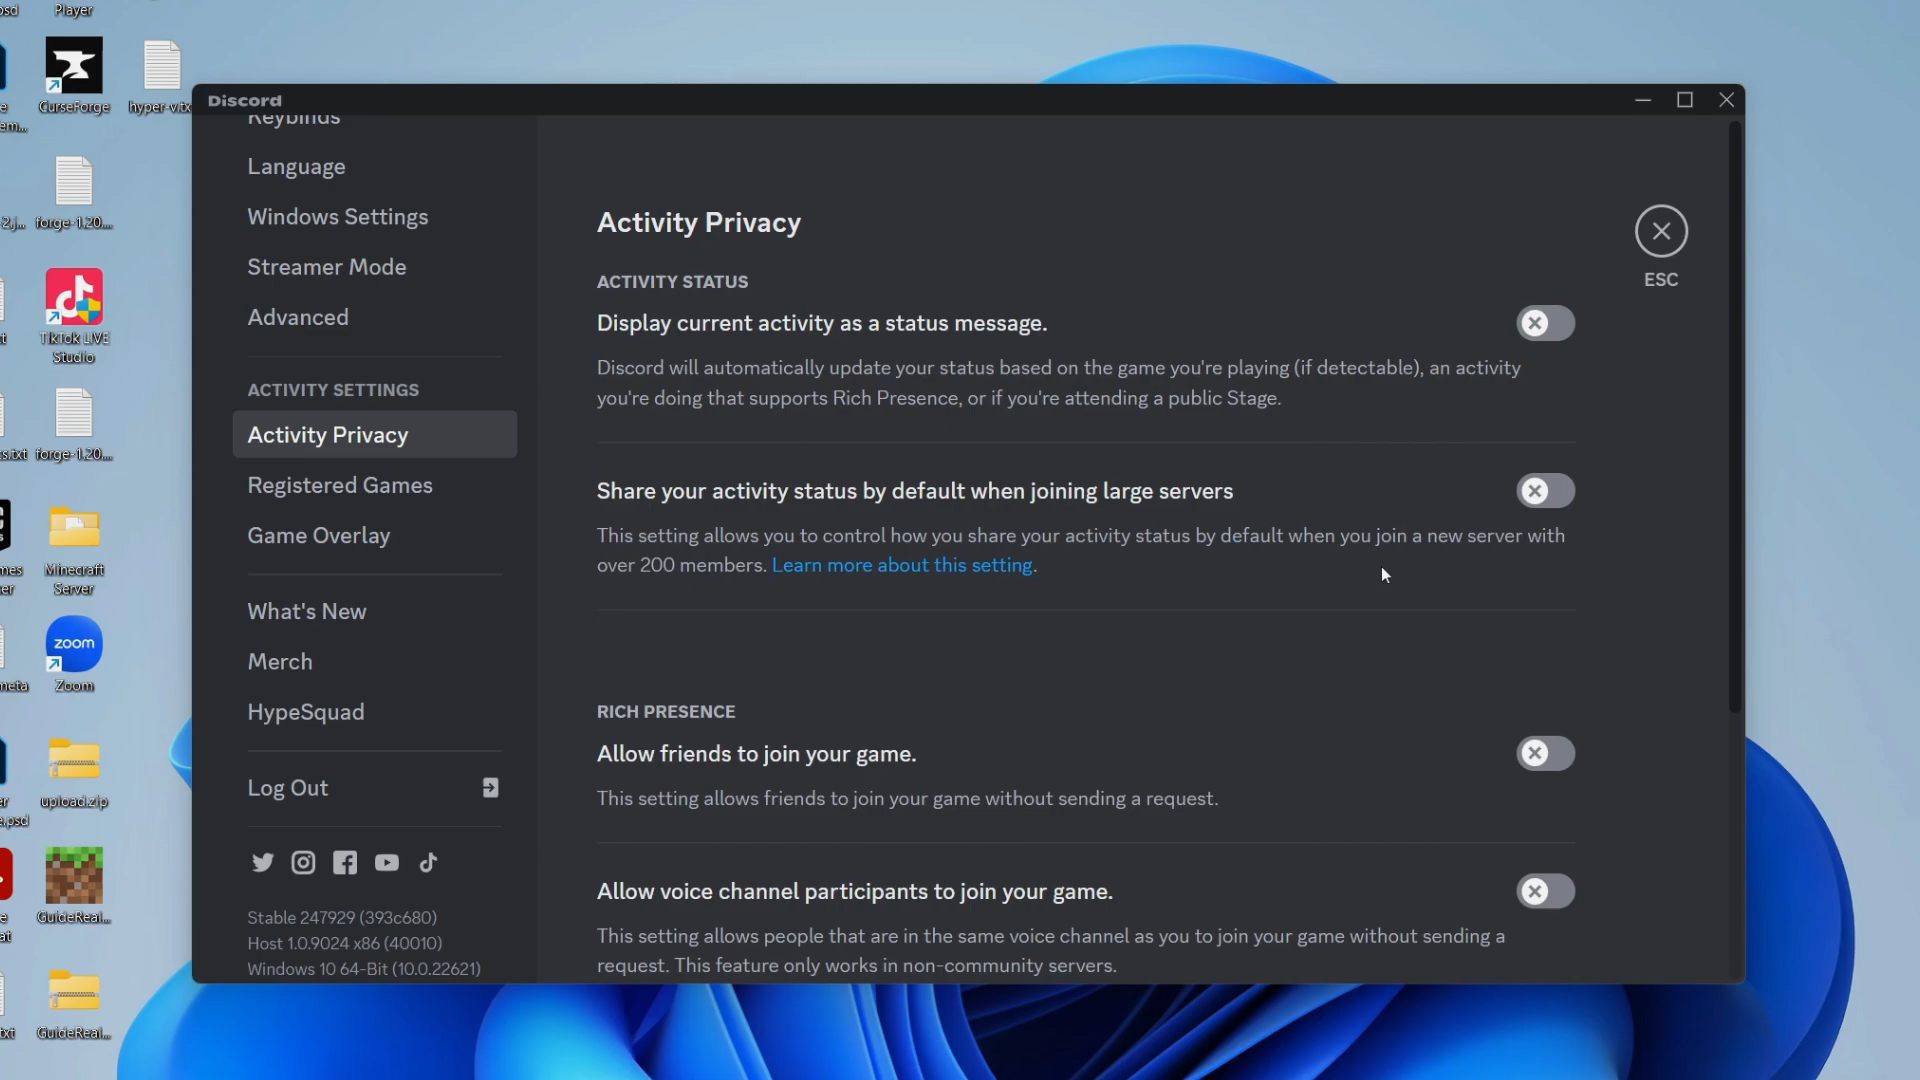 Player
CurseForge
hyper-v.tx
Discord
Keybinds
Language
Windows Settings
Streamer Mode
Advanced
ACTIVITY SETTINGS
Activity Privacy
Registered Games
Game Overlay
What's New
Merch
HypeSquad
Log Out
Stable 247929 (393c680)
Host 1.0.9024 x86 (40010)
Windows 10 64-Bit (10.0.22621)
Activity Privacy
ESC
ACTIVITY STATUS
Display current activity as a status message.
Discord will automatically update your status based on the game you're playing (if detectable), an activity
you're doing that supports Rich Presence, or if you're attending a public Stage.
Share your activity status by default when joining large servers
This setting allows you to control how you share your activity status by default when you join a new server with
over 200 members. Learn more about this setting.
RICH PRESENCE
Allow friends to join your game.
This setting allows friends to join your game without sending a request.
Allow voice channel participants to join your game.
This setting allows people that are in the same voice channel as you to join your game without sending a
request. This feature only works in non-community servers.
forge-1.20....
TikTok LIVE
Studio
forge-1.20....
Minecraft
Server
zoom
Zoom
upload.zip
GuideReal...
GuideReal...